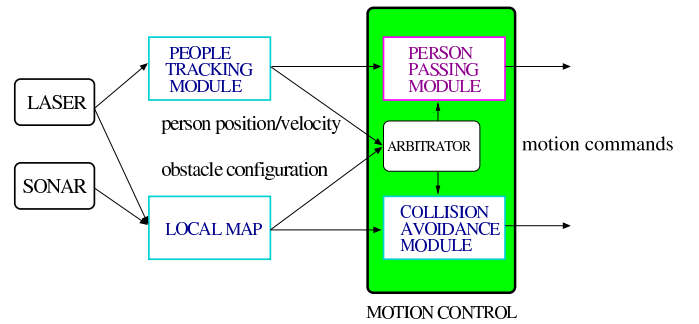 LASER
SONAR
PEOPLE
TRACKING
MODULE
person position/velocity
obstacle configuration
LOCAL MAP
PERSON
PASSING
MODULE
ARBITRATOR
COLLISION
AVOIDANCE
MODULE
motion commands
MOTION CONTROL